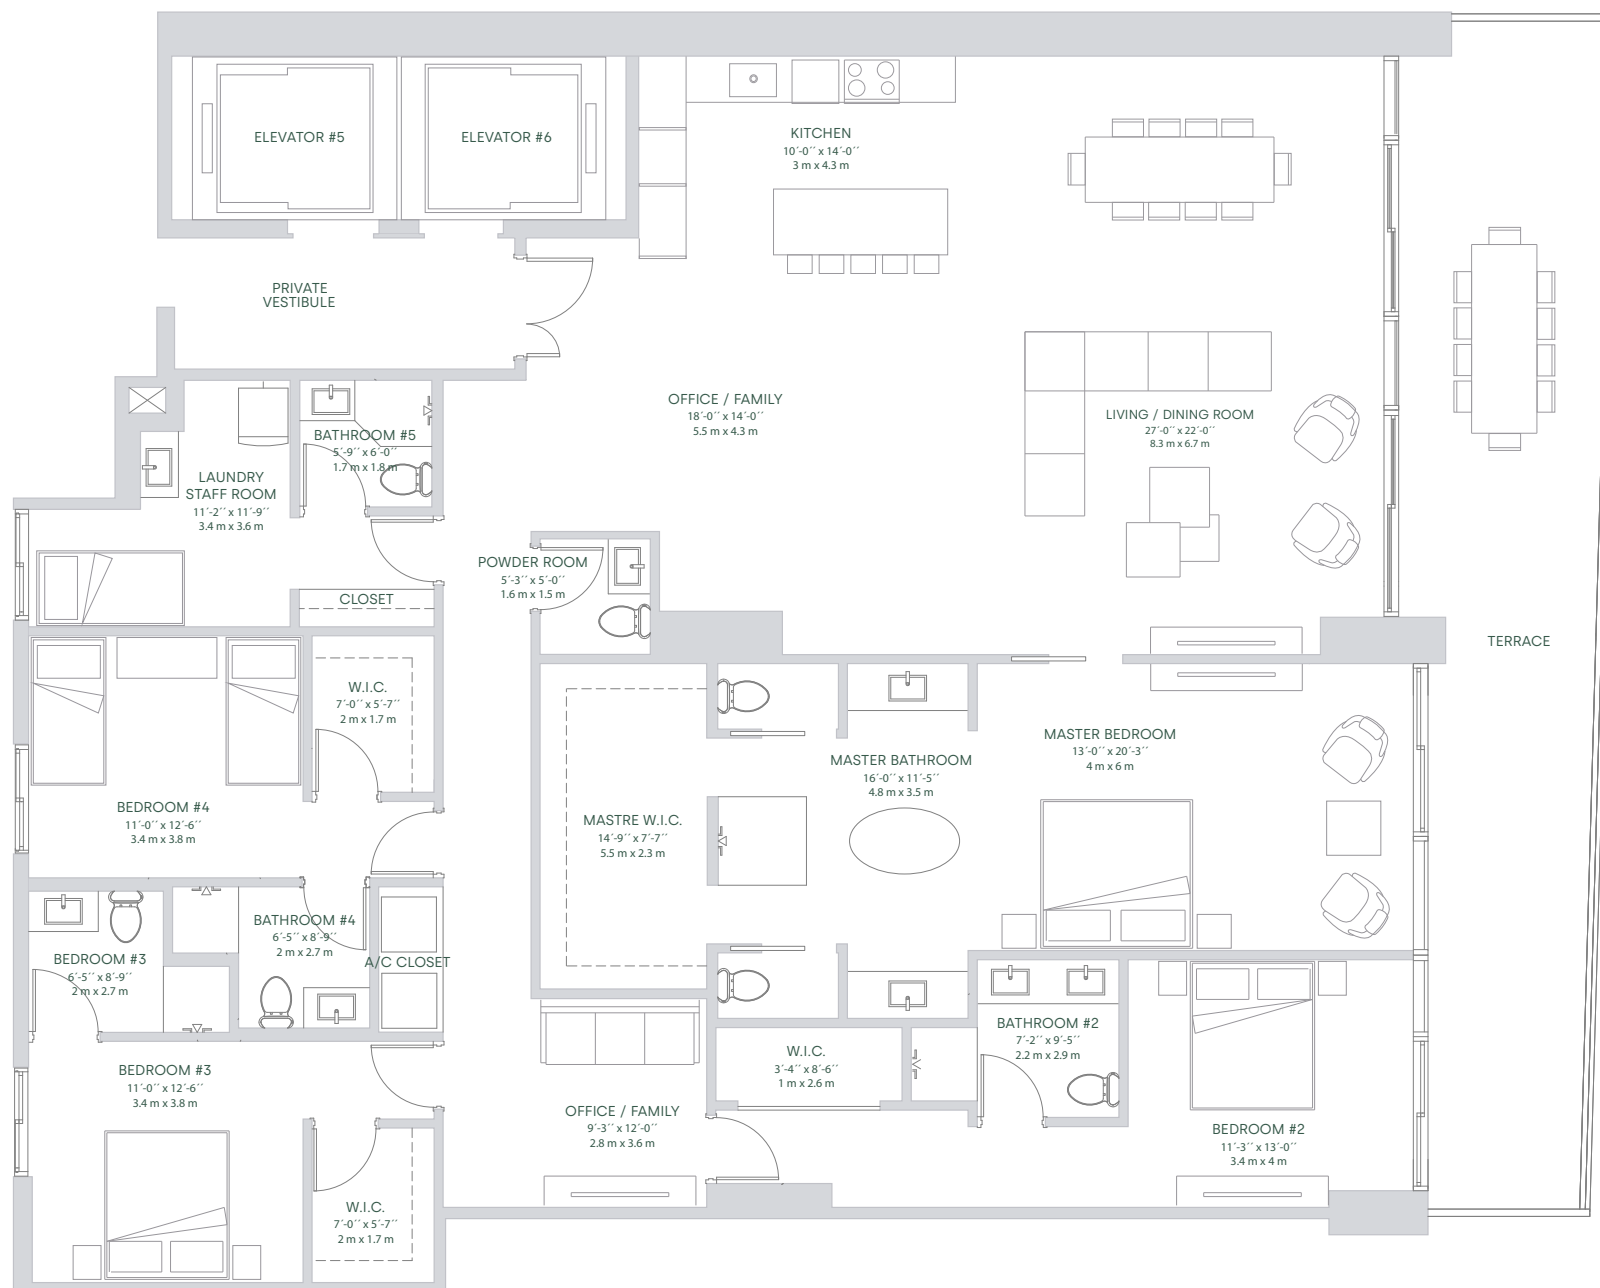 ELEVATOR #5
ELEVATOR #6
KITCHEN
10´-0´´ x 14´-0´´
3 m x 4.3 m
PRIVATE
VESTIBULE
OFFICE / FAMILY
18´-0´´ x 14´-0´´
5.5 m x 4.3 m
LIVING / DINING ROOM
27´-0´´ x 22´-0´´
8.3 m x 6.7 m
BATHROOM #5
5´-9´´ x 6´-0´´
1.7 m x 1.8 m
LAUNDRY
STAFF ROOM
11´-2´´ x 11´-9´´
3.4 m x 3.6 m
POWDER ROOM
5´-3´´ x 5´-0´´
1.6 m x 1.5 m
CLOSET
TERRACE
W.I.C.
7´-0´´ x 5´-7´´
2 m x 1.7 m
MASTER BEDROOM
13´-0´´ x 20´-3´´
4 m x 6 m
MASTER BATHROOM
16´-0´´ x 11´-5´´
4.8 m x 3.5 m
BEDROOM #4
11´-0´´ x 12´-6´´
3.4 m x 3.8 m
MASTRE W.I.C.
14´-9´´ x 7´-7´´
5.5 m x 2.3 m
BATHROOM #4
6´-5´´ x 8´-9´´
2 m x 2.7 m
A/C CLOSET
BEDROOM #3
6´-5´´ x 8´-9´´
2 m x 2.7 m
BATHROOM #2
7´-2´´ x 9´-5´´
2.2 m x 2.9 m
W.I.C.
3´-4´´ x 8´-6´´
1 m x 2.6 m
BEDROOM #3
11´-0´´ x 12´-6´´
3.4 m x 3.8 m
OFFICE / FAMILY
9´-3´´ x 12´-0´´
2.8 m x 3.6 m
BEDROOM #2
11´-3´´ x 13´-0´´
3.4 m x 4 m
W.I.C.
7´-0´´ x 5´-7´´
2 m x 1.7 m